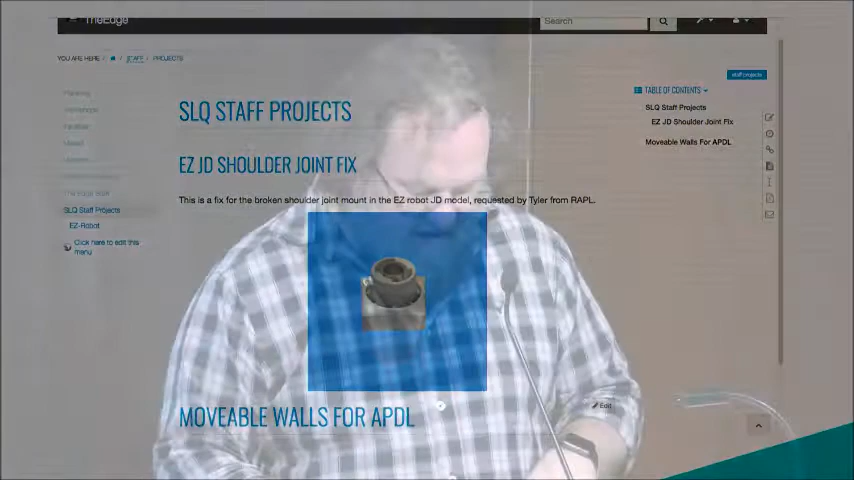 TheEdge
Search
YOU ARE HERE / STAFF / PROJECTS
staff:projects
TABLE OF CONTENTS
SLQ Staff Projects
EZ JD Shoulder Joint Fix
Moveable Walls For APDL
SLQ STAFF PROJECTS
EZ JD SHOULDER JOINT FIX
This is a fix for the broken shoulder joint mount in the EZ robot JD model, requested by Tyler from RAPL.
SLQ Staff Projects
EZ-Robot
Click here to edit this
menu
MOVEABLE WALLS FOR APDL
Edit